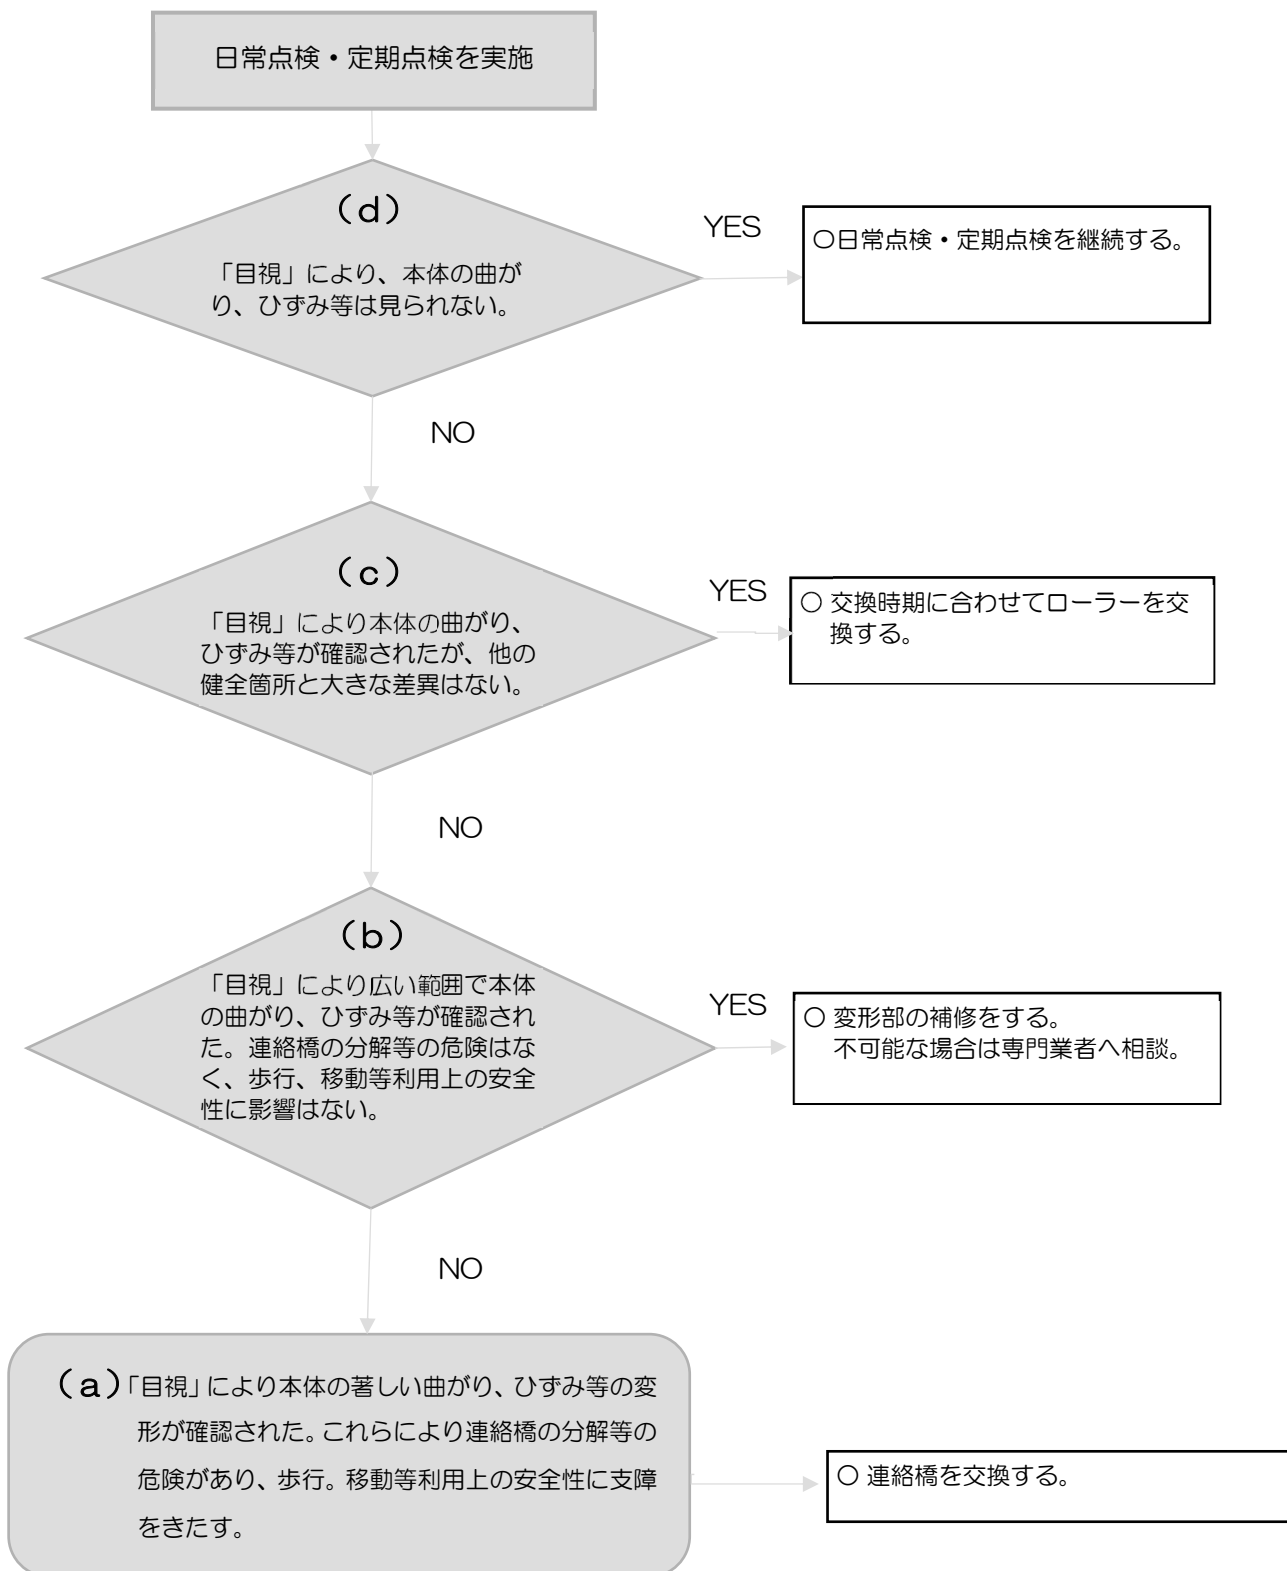 日常点検・定期点検を実施
(d)
「目視」により、本体の曲が
り、ひずみ等は見られない。
YES
〇日常点検・定期点検を継続する。
NO
(c)
「目視」により本体の曲がり、
ひずみ等が確認されたが、他の
健全箇所と大きな差異はない。
YES
〇 交換時期に合わせてローラーを交
換する。
NO
(b)
「目視」により広い範囲で本体
の曲がり、ひずみ等が確認され
た。連絡橋の分解等の危険はな
く、歩行、移動等利用上の安全
性に影響はない。
YES
〇 変形部の補修をする。
不可能な場合は専門業者へ相談。
NO
(a)「目視」により本体の著しい曲がり、ひずみ等の変
形が確認された。これらにより連絡橋の分解等の
危険があり、歩行。移動等利用上の安全性に支障
をきたす。
〇 連絡橋を交換する。